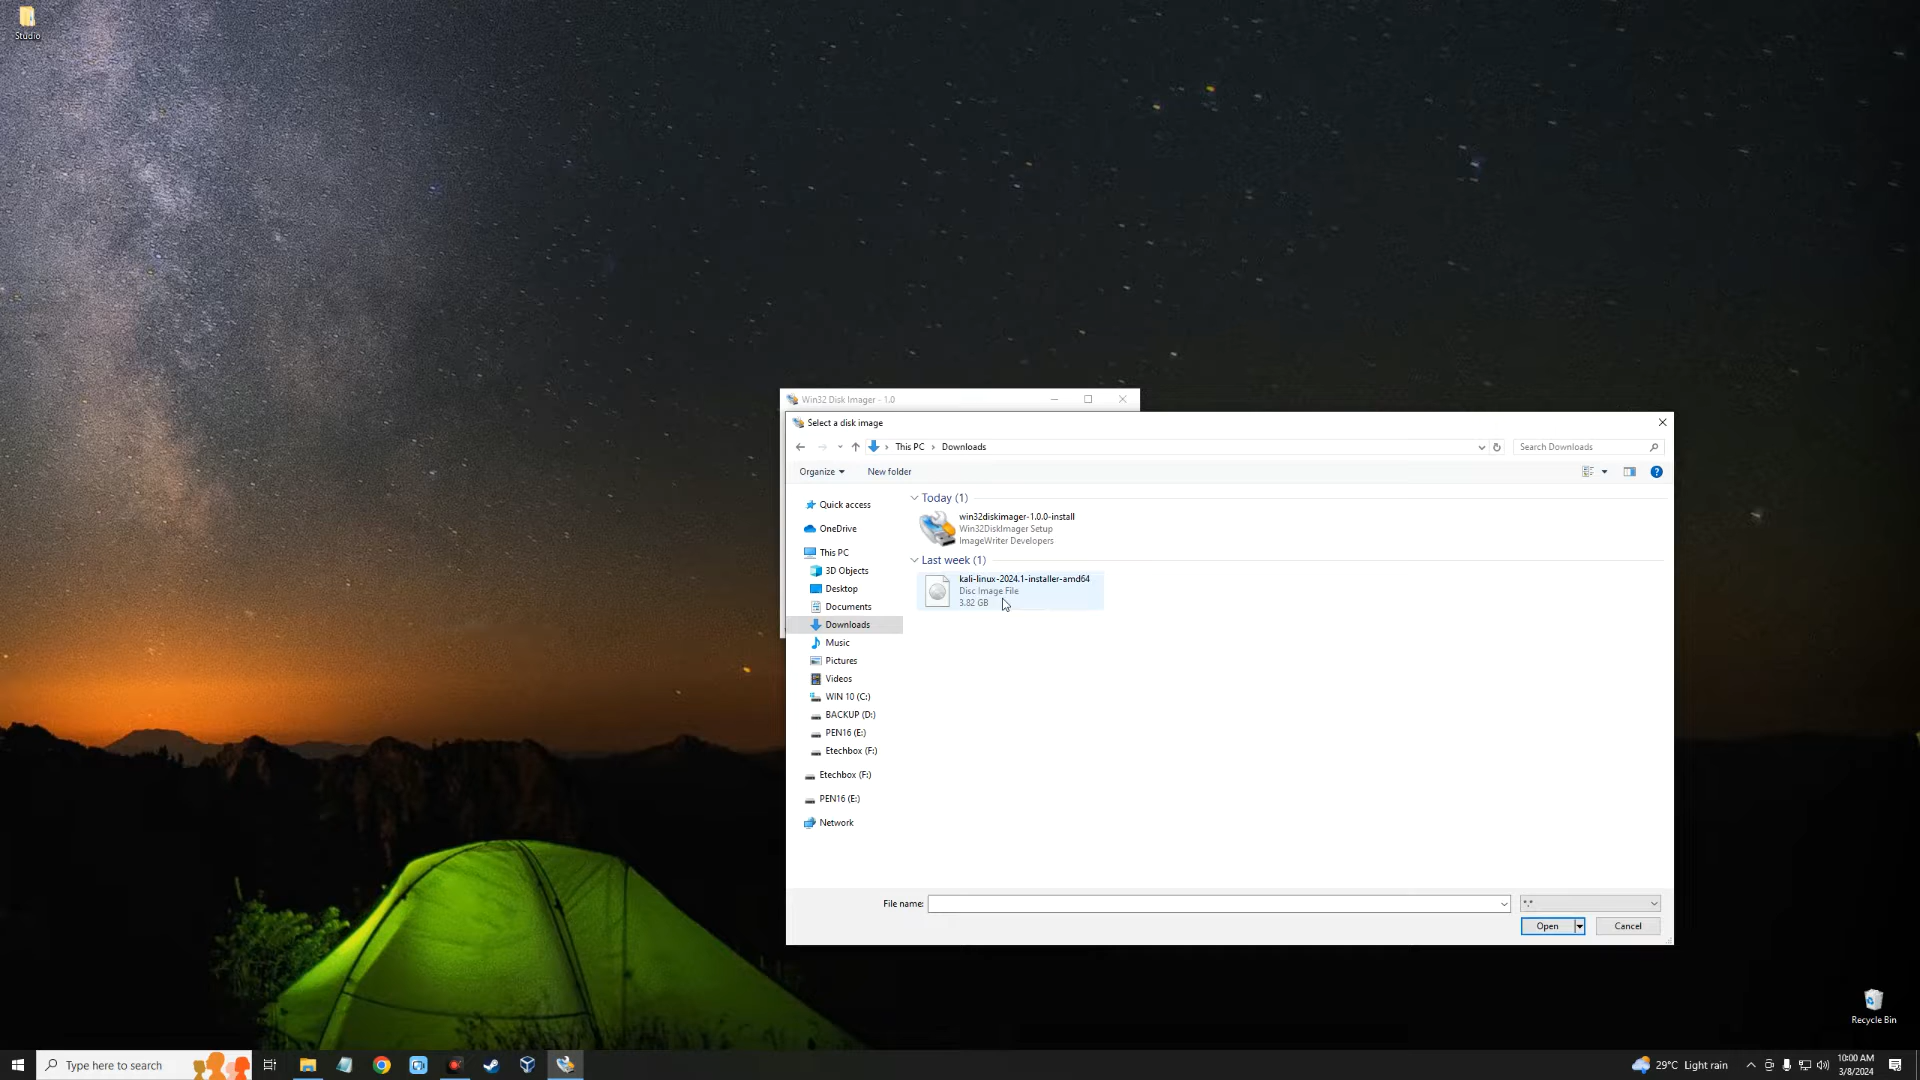 Studio
Win32 Disk Imager - 1.0
Select a disk image
This PC
Downloads
Search Downloads
Organize
New folder
Quick access
OneDrive
This PC
3D Objects
Desktop
Documents
Downloads
Music
Pictures
Videos
WIN 10 (C:)
BACKUP (D:)
PEN16 (E:)
Etechbox (F:)
Etechbox (F:)
PEN16 (E:)
Network
Today (1)
win32diskimager-1.0.0-install
Win32DiskImager Setup
ImageWriter Developers
Last week (1)
kali-linux-2024.1-installer-amd64
Disc Image File
3.82 GB
File name:
*.*
Open
Cancel
Recycle Bin
Type here to search
29°C Light rain
10:00 AM
3/8/2024